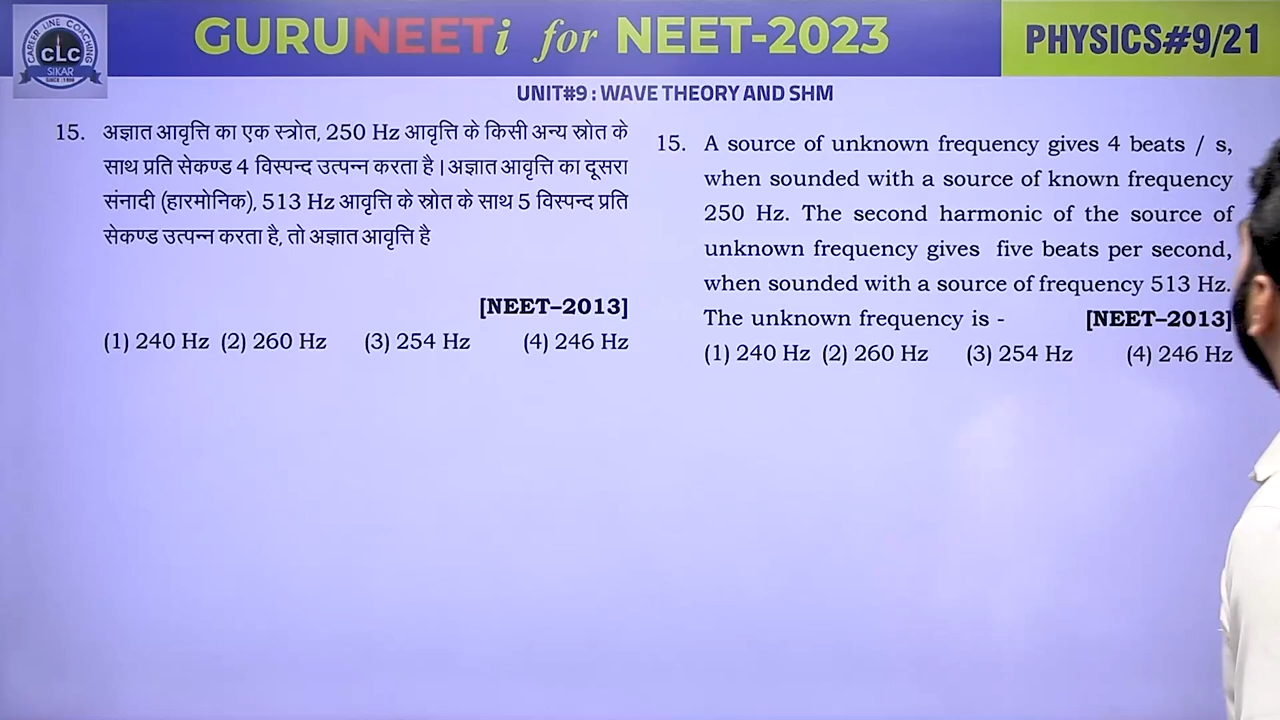 CAREER LINE COACHING
CLC
SIKAR
SINCE : 1996
GURUNEETi for NEET-2023
PHYSICS#9/21
UNIT#9 : WAVE THEORY AND SHM
15. अज्ञात आवृत्ति का एक स्त्रोत, 250 Hz आवृत्ति के किसी अन्य स्रोत के
साथ प्रति सेकण्ड 4 विस्पन्द उत्पन्न करता है। अज्ञात आवृत्ति का दूसरा
संनादी (हारमोनिक), 513 Hz आवृत्ति के स्रोत के साथ 5 विस्पन्द प्रति
सेकण्ड उत्पन्न करता है, तो अज्ञात आवृत्ति है
[NEET–2013]
(1) 240 Hz (2) 260 Hz (3) 254 Hz (4) 246 Hz
15. A source of unknown frequency gives 4 beats / s,
when sounded with a source of known frequency
250 Hz. The second harmonic of the source of
unknown frequency gives five beats per second,
when sounded with a source of frequency 513 Hz.
The unknown frequency is - [NEET–2013]
(1) 240 Hz (2) 260 Hz (3) 254 Hz (4) 246 Hz